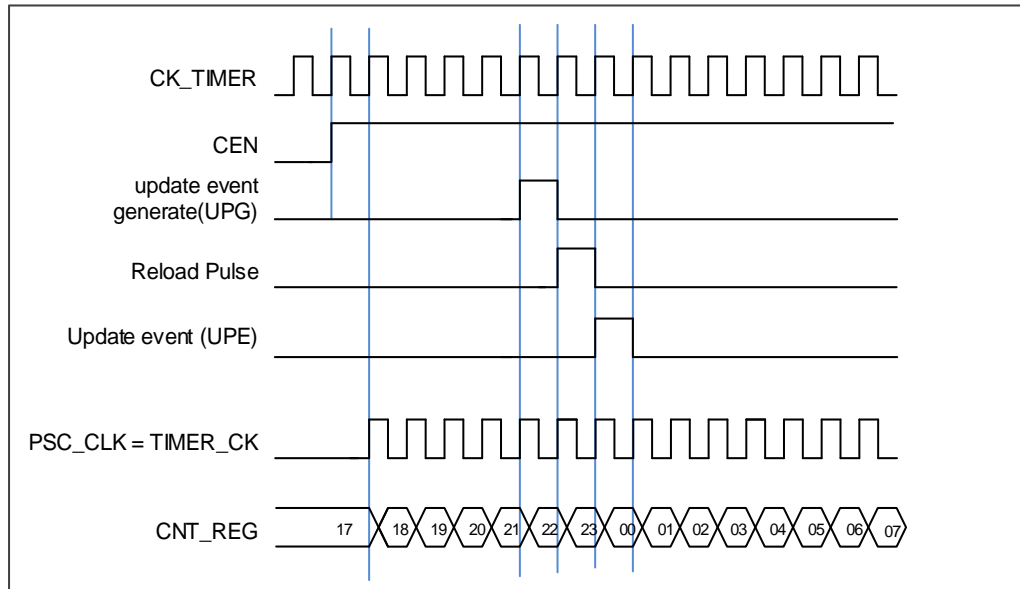 CK_TIMER
CEN
update event
generate(UPG)
Reload Pulse
Update event (UPE)
PSC_CLK = TIMER_CK
CNT_REG 17 18 19 20 21 22 23 00 01 02 03 04 05 06 07